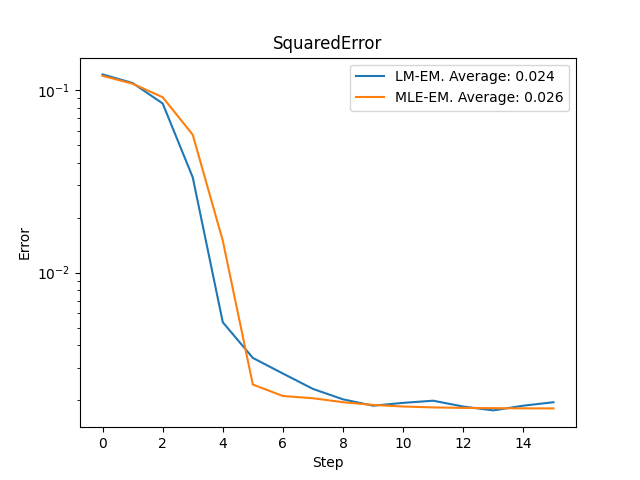 SquaredError
LM-EM. Average: 0.024
MLE-EM. Average: 0.026
Error
10⁻¹
10⁻²
0 2 4 6 8 10 12 14
Step